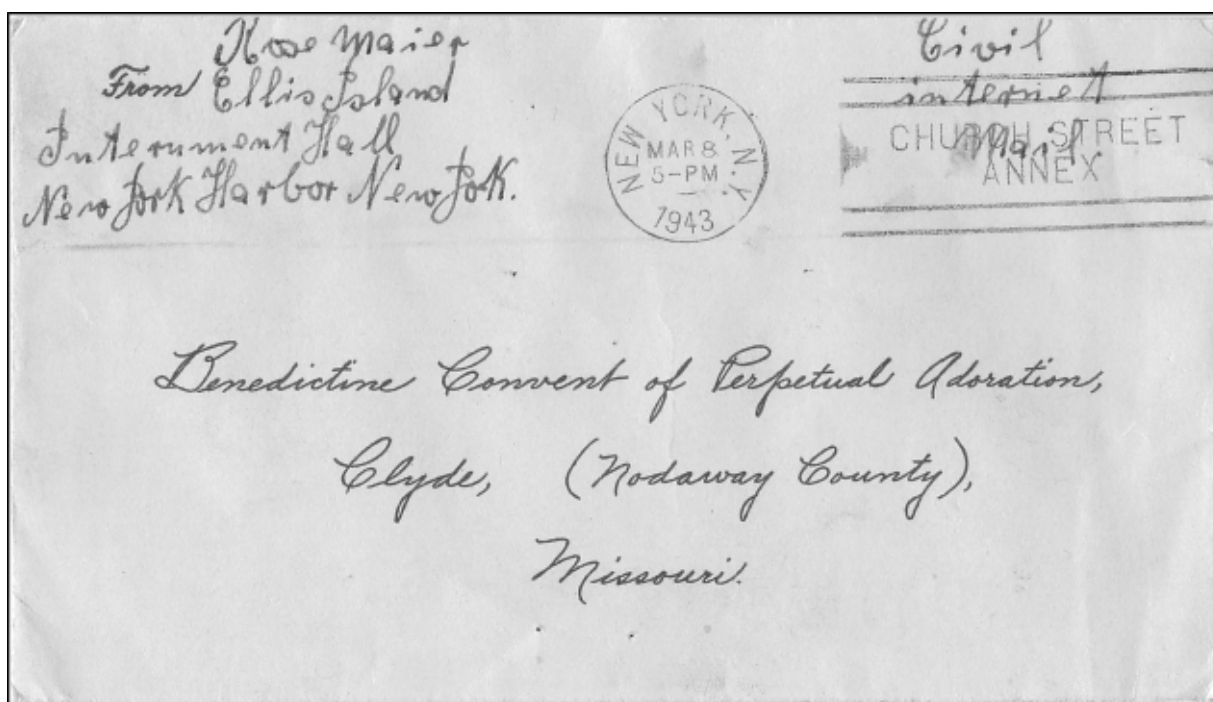 Rose Maier
From Ellis Island
Internment Hall
New York Harbor New York.
NEW YORK, N.Y.
MAR 8
5-PM
1943
Civil
internet
Mail
CHURCH STREET
ANNEX
Benedictine Convent of Perpetual Adoration,
Clyde, (Nodaway County),
Missouri.